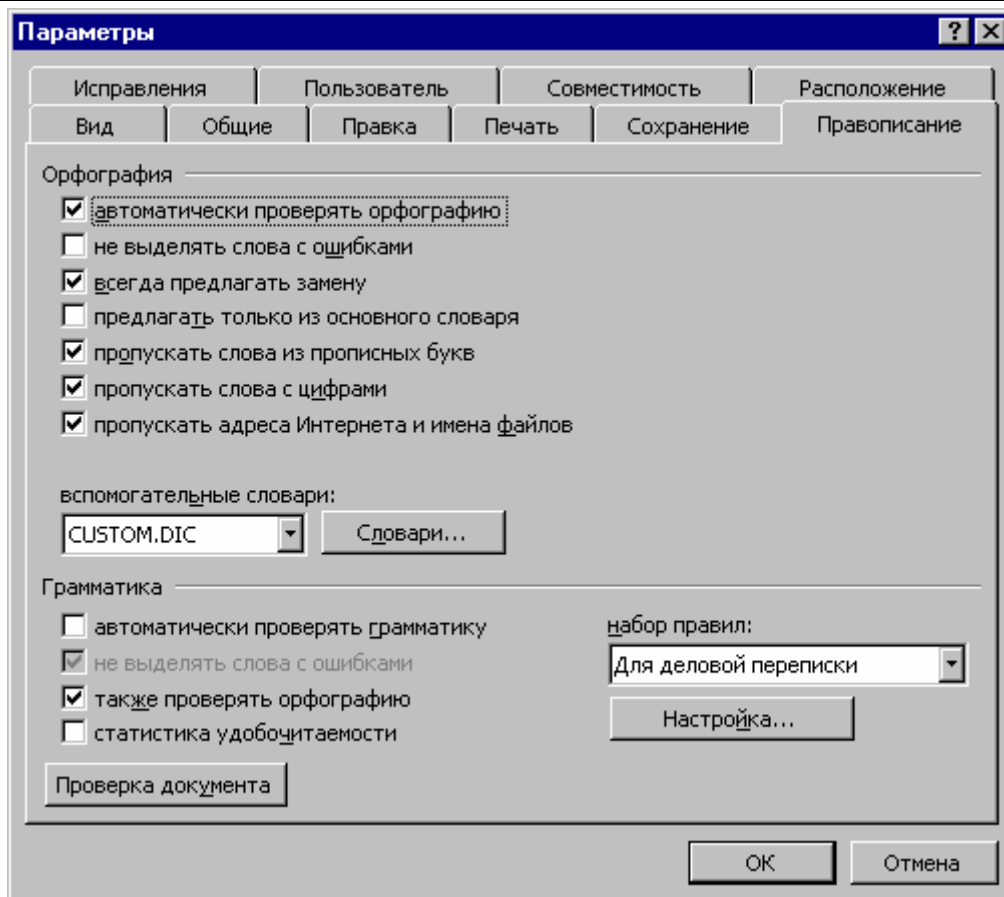 Параметры
Исправления Пользователь Совместимость Расположение
Вид Общие Правка Печать Сохранение Правописание
Орфография
автоматически проверять орфографию
не выделять слова с ошибками
всегда предлагать замену
предлагать только из основного словаря
пропускать слова из прописных букв
пропускать слова с цифрами
пропускать адреса Интернета и имена файлов
вспомогательные словари:
CUSTOM.DIC Словари...
Грамматика
автоматически проверять грамматику набор правил:
не выделять слова с ошибками Для деловой переписки
также проверять орфографию
статистика удобочитаемости Настройка...
Проверка документа
ОК Отмена